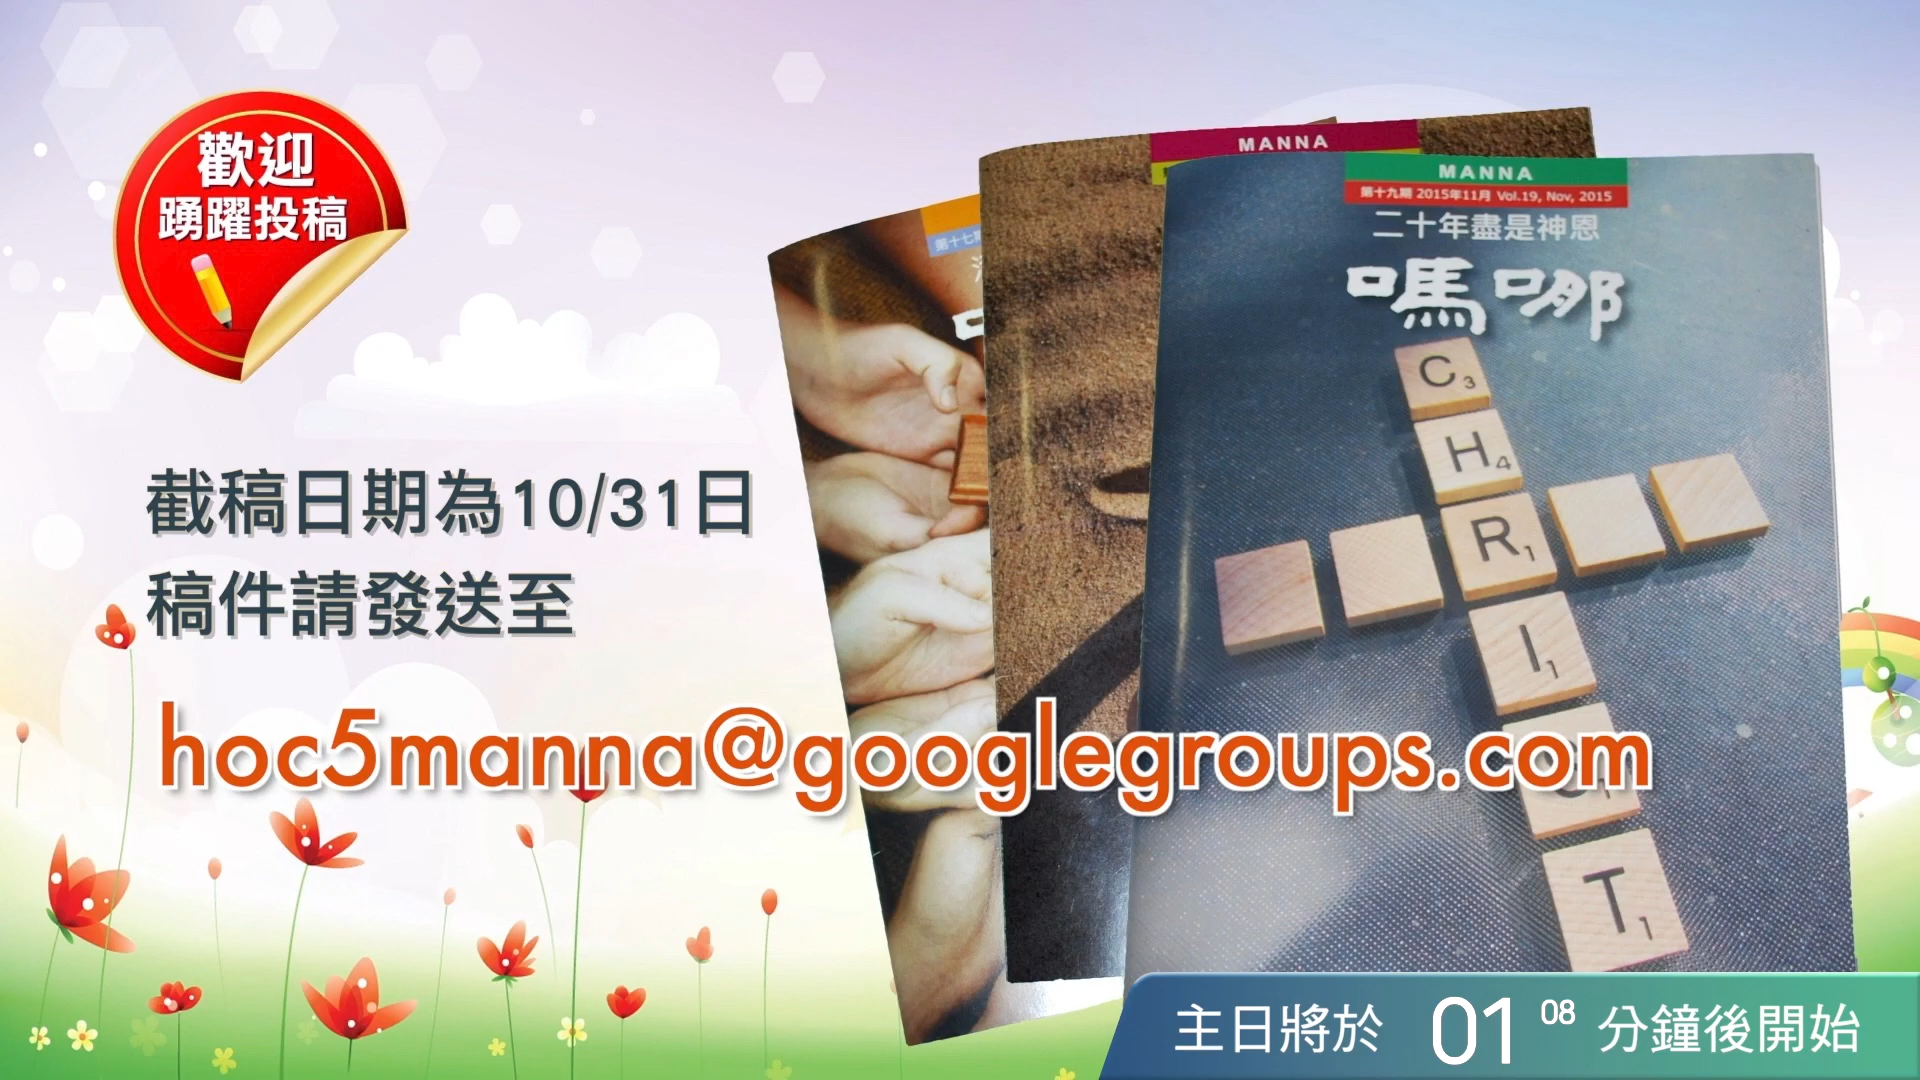 歡迎
踴躍投稿
MANNA
MANNA
第十九期 2015年11月 Vol.19, Nov, 2015
第十七
二十年盡是神恩
嗎哪
C3
H4
R1
I1
T1
截稿日期為10/31日
稿件請發送至
hoc5manna@googlegroups.com
主日將於 01 08 分鐘後開始